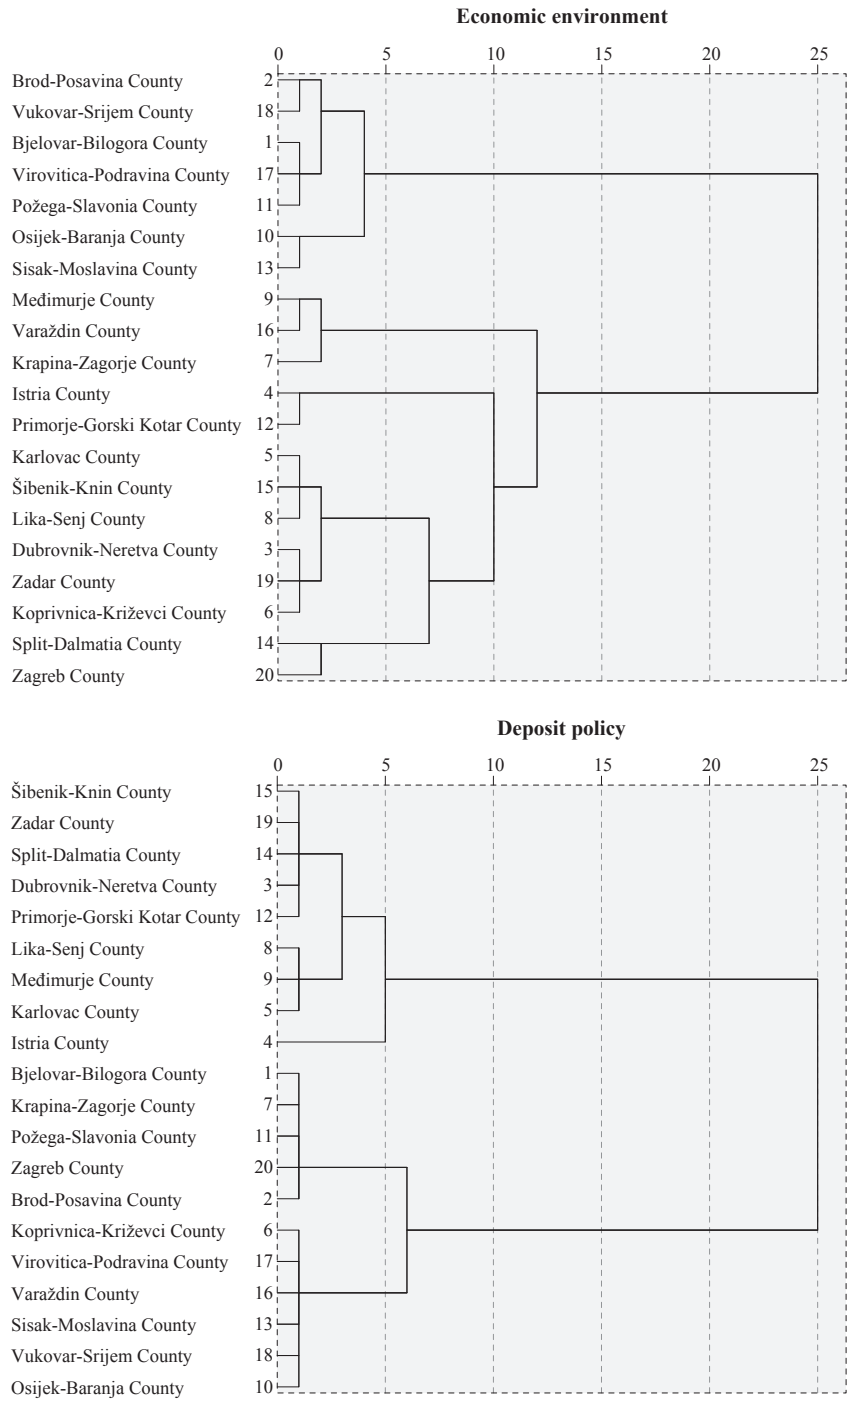 Economic environment
0 5 10 15 20 25
Brod-Posavina County 2
Vukovar-Srijem County 18
Bjelovar-Bilogora County 1
Virovitica-Podravina County 17
Požega-Slavonia County 11
Osijek-Baranja County 10
Sisak-Moslavina County 13
Međimurje County 9
Varaždin County 16
Krapina-Zagorje County 7
Istria County 4
Primorje-Gorski Kotar County 12
Karlovac County 5
Šibenik-Knin County 15
Lika-Senj County 8
Dubrovnik-Neretva County 3
Zadar County 19
Koprivnica-Križevci County 6
Split-Dalmatia County 14
Zagreb County 20
Deposit policy
0 5 10 15 20 25
Šibenik-Knin County 15
Zadar County 19
Split-Dalmatia County 14
Dubrovnik-Neretva County 3
Primorje-Gorski Kotar County 12
Lika-Senj County 8
Međimurje County 9
Karlovac County 5
Istria County 4
Bjelovar-Bilogora County 1
Krapina-Zagorje County 7
Požega-Slavonia County 11
Zagreb County 20
Brod-Posavina County 2
Koprivnica-Križevci County 6
Virovitica-Podravina County 17
Varaždin County 16
Sisak-Moslavina County 13
Vukovar-Srijem County 18
Osijek-Baranja County 10